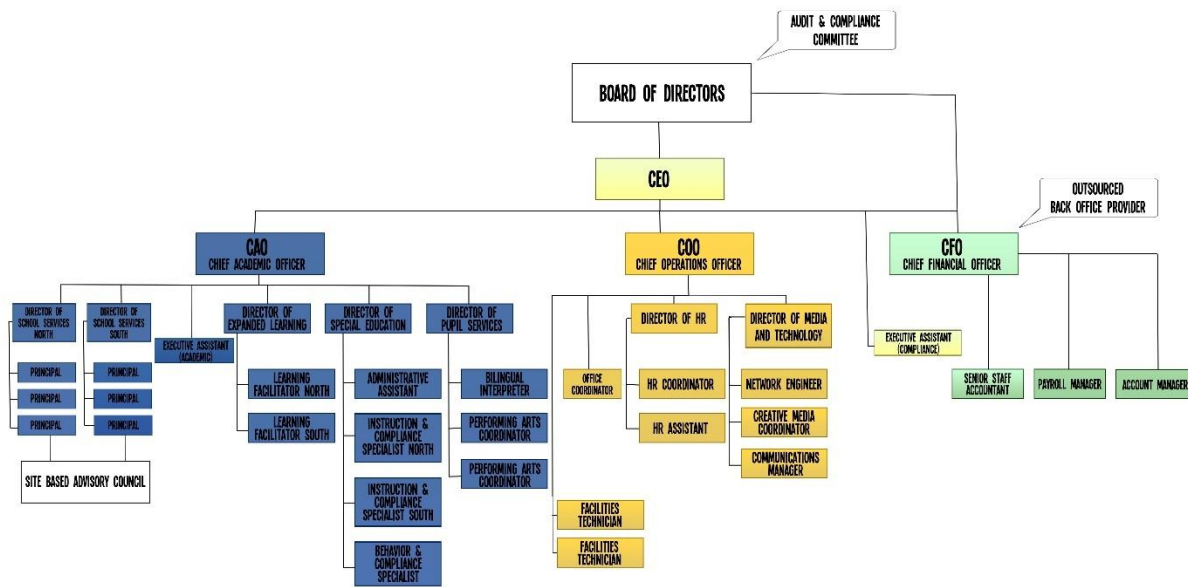 AUDIT & COMPLIANCE
COMMITTEE
BOARD OF DIRECTORS
CEO
OUTSOURCED
BACK OFFICE PROVIDER
CAO
CHIEF ACADEMIC OFFICER
COO
CHIEF OPERATIONS OFFICER
CFO
CHIEF FINANCIAL OFFICER
DIRECTOR OF
SCHOOL SERVICES
NORTH
DIRECTOR OF
SCHOOL SERVICES
SOUTH
EXECUTIVE ASSISTANT
(ACADEMIC)
DIRECTOR OF
EXPANDED LEARNING
DIRECTOR OF
SPECIAL EDUCATION
DIRECTOR OF
PUPIL SERVICES
DIRECTOR OF HR
DIRECTOR OF MEDIA
AND TECHNOLOGY
EXECUTIVE ASSISTANT
(COMPLIANCE)
PRINCIPAL
PRINCIPAL
PRINCIPAL
PRINCIPAL
PRINCIPAL
PRINCIPAL
SITE BASED ADVISORY COUNCIL
LEARNING
FACILITATOR NORTH
LEARNING
FACILITATOR SOUTH
ADMINISTRATIVE
ASSISTANT
INSTRUCTION &
COMPLIANCE
SPECIALIST NORTH
INSTRUCTION &
COMPLIANCE
SPECIALIST SOUTH
BEHAVIOR &
COMPLIANCE
SPECIALIST
BILINGUAL
INTERPRETER
PERFORMING ARTS
COORDINATOR
PERFORMING ARTS
COORDINATOR
OFFICE
COORDINATOR
FACILITIES
TECHNICIAN
FACILITIES
TECHNICIAN
HR COORDINATOR
HR ASSISTANT
NETWORK ENGINEER
CREATIVE MEDIA
COORDINATOR
COMMUNICATIONS
MANAGER
SENIOR STAFF
ACCOUNTANT
PAYROLL MANAGER
ACCOUNT MANAGER